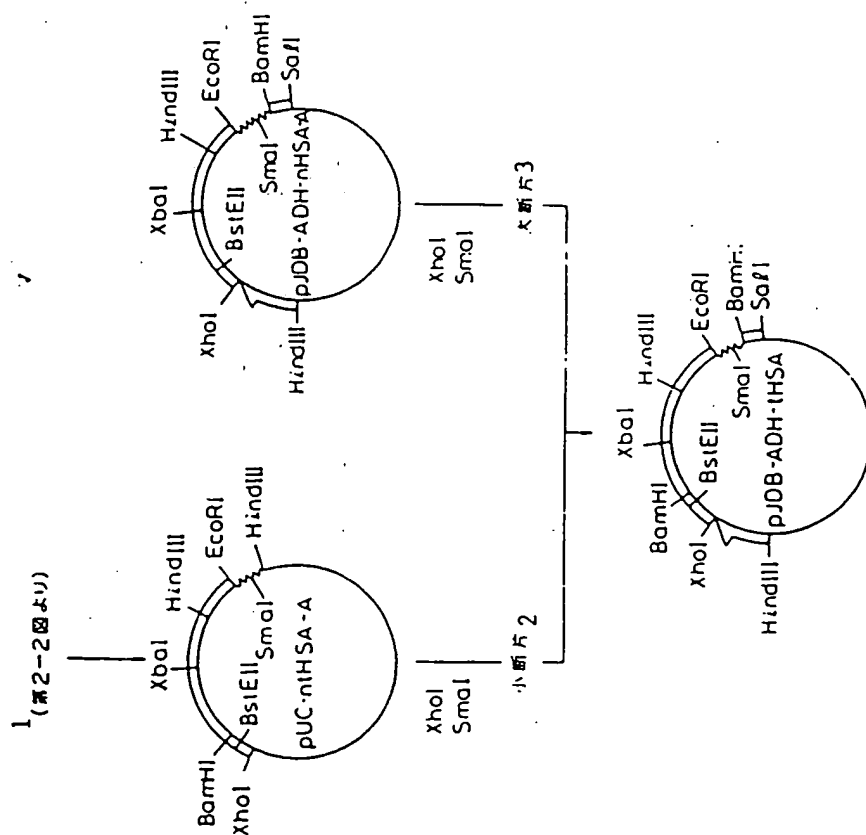 1
(第2-2図より)
XbaI
HindIII
EcoRI
BamHI
BstEII
SmaI
HindIII
XhoI
pUC-ntHSA-A
XhoI
SmaI
小断片2
XbaI
HindIII
EcoRI
BamHI
SalI
BstEII
SmaI
XhoI
HindIII
pJDB-ADH-nHSA-A
XhoI
SmaI
大断片3
XbaI
HindIII
EcoRI
BamHI
BstEII
SmaI
SalI
XhoI
HindIII
pJDB-ADH-tHSA